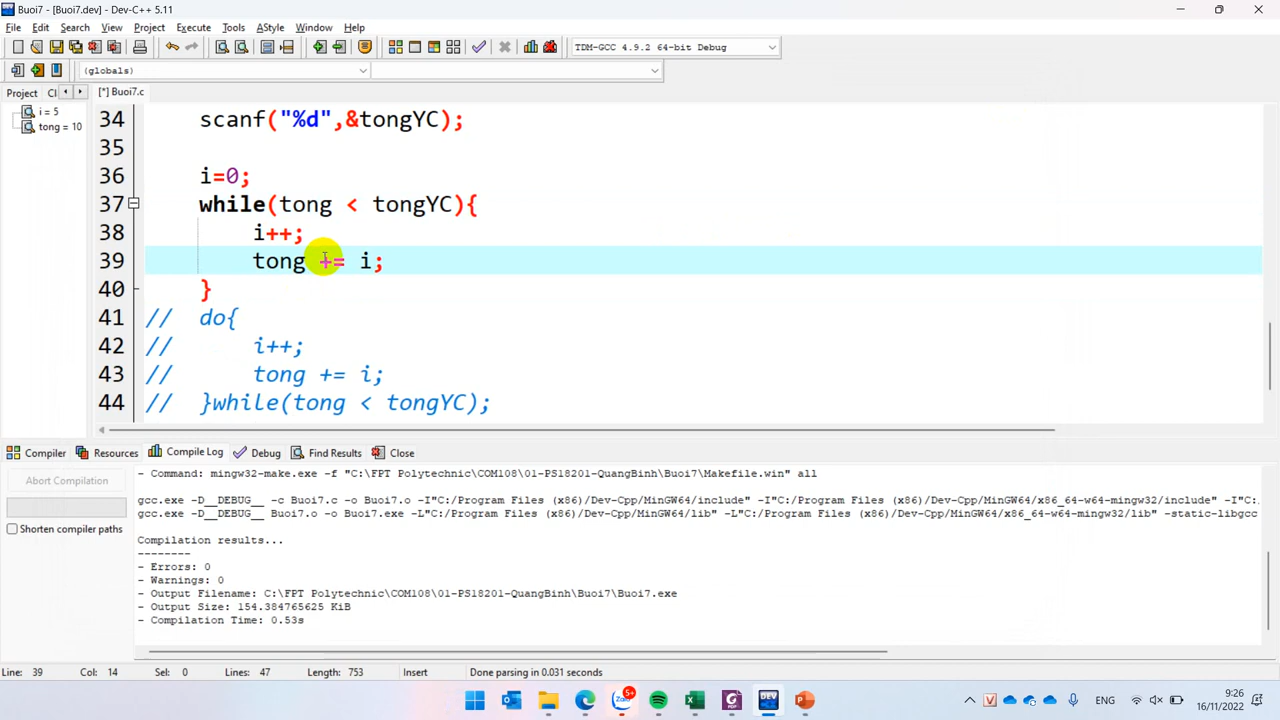 Buoi7 - [Buoi7.dev] - Dev-C++ 5.11
File Edit Search View Project Execute Tools AStyle Window Help
TDM-GCC 4.9.2 64-bit Debug
(globals)
Project Cl [*] Buoi7.c
i = 5
tong = 10
34 scanf("%d",&tongYC);
35
36 i=0;
37 while(tong < tongYC){
38 i++;
39 tong += i;
40 }
41 // do{
42 // i++;
43 // tong += i;
44 // }while(tong < tongYC);
Compiler Resources Compile Log Debug Find Results Close
Abort Compilation
Shorten compiler paths
- Command: mingw32-make.exe -f "C:\FPT Polytechnic\COM108\01-PS18201-QuangBinh\Buoi7\Makefile.win" all
gcc.exe -D__DEBUG__ -c Buoi7.c -o Buoi7.o -I"C:/Program Files (x86)/Dev-Cpp/MinGW64/include" -I"C:/Program Files (x86)/Dev-Cpp/MinGW64/x86_64-w64-mingw32/include" -I"C:
gcc.exe -D__DEBUG__ Buoi7.o -o Buoi7.exe -L"C:/Program Files (x86)/Dev-Cpp/MinGW64/lib" -L"C:/Program Files (x86)/Dev-Cpp/MinGW64/x86_64-w64-mingw32/lib" -static-libgcc
Compilation results...
--------
- Errors: 0
- Warnings: 0
- Output Filename: C:\FPT Polytechnic\COM108\01-PS18201-QuangBinh\Buoi7\Buoi7.exe
- Output Size: 154.384765625 KiB
- Compilation Time: 0.53s
Line: 39 Col: 14 Sel: 0 Lines: 47 Length: 753 Insert Done parsing in 0.031 seconds
Zalo 5+ DEV P ENG 9:26
16/11/2022